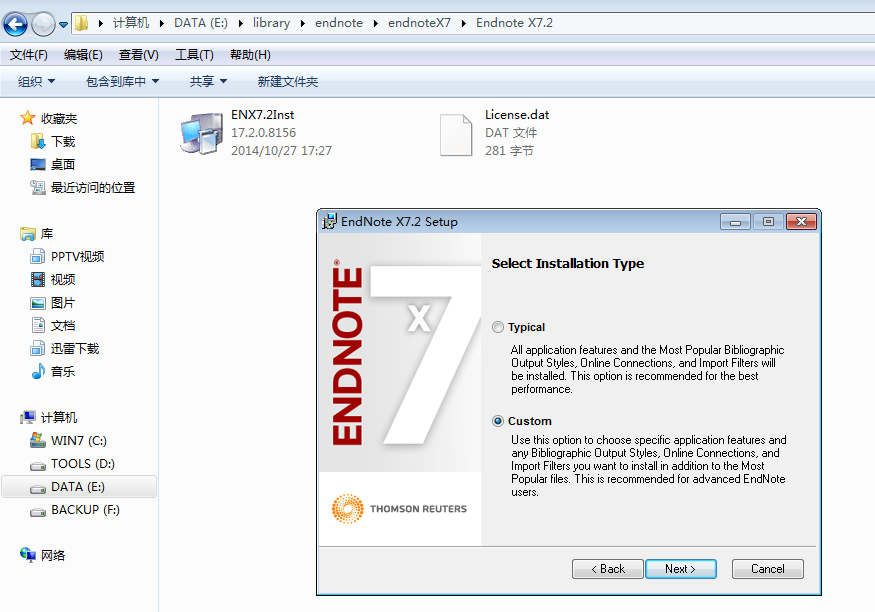 计算机 DATA (E:) library endnote endnoteX7 Endnote X7.2
文件(F) 编辑(E) 查看(V) 工具(T) 帮助(H)
组织 包含到库中 共享 新建文件夹
收藏夹
下载
桌面
最近访问的位置
库
PPTV视频
视频
图片
文档
迅雷下载
音乐
计算机
WIN7 (C:)
TOOLS (D:)
DATA (E:)
BACKUP (F:)
网络
ENX7.2Inst
17.2.0.8156
2014/10/27 17:27
License.dat
DAT 文件
281 字节
EndNote X7.2 Setup
ENDNOTE®
X7
THOMSON REUTERS
Select Installation Type
Typical
All application features and the Most Popular Bibliographic
Output Styles, Online Connections, and Import Filters will
be installed. This option is recommended for the best
performance.
Custom
Use this option to choose specific application features and
any Bibliographic Output Styles, Online Connections, and
Import Filters you want to install in addition to the Most
Popular files. This is recommended for advanced EndNote
users.
< Back Next > Cancel